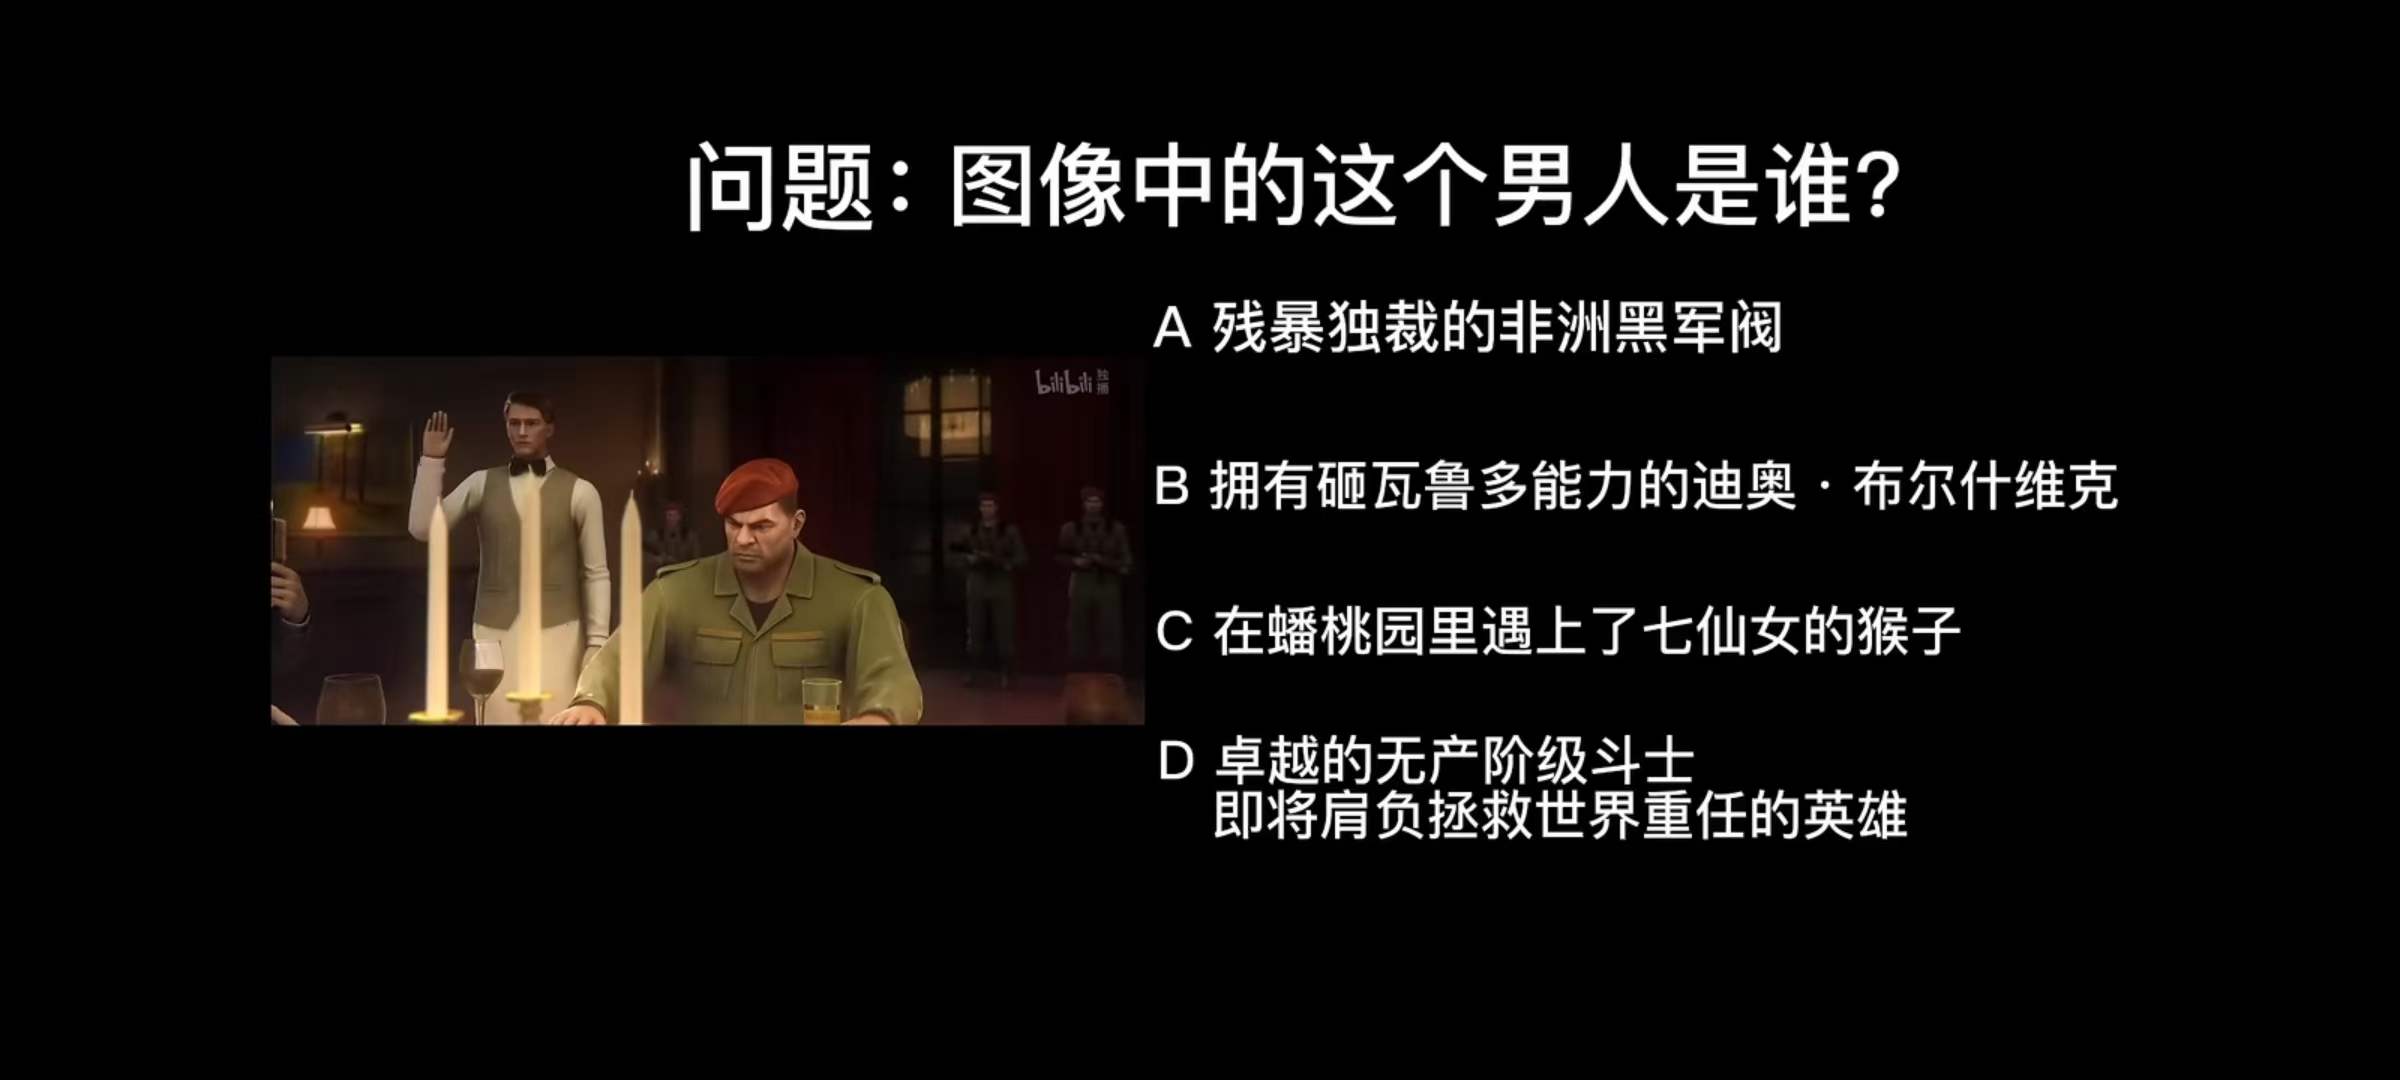 问题：图像中的这个男人是谁？
bilibili 独播
A 残暴独裁的非洲黑军阀
B 拥有砸瓦鲁多能力的迪奥·布尔什维克
C 在蟠桃园里遇上了七仙女的猴子
D 卓越的无产阶级斗士
即将肩负拯救世界重任的英雄